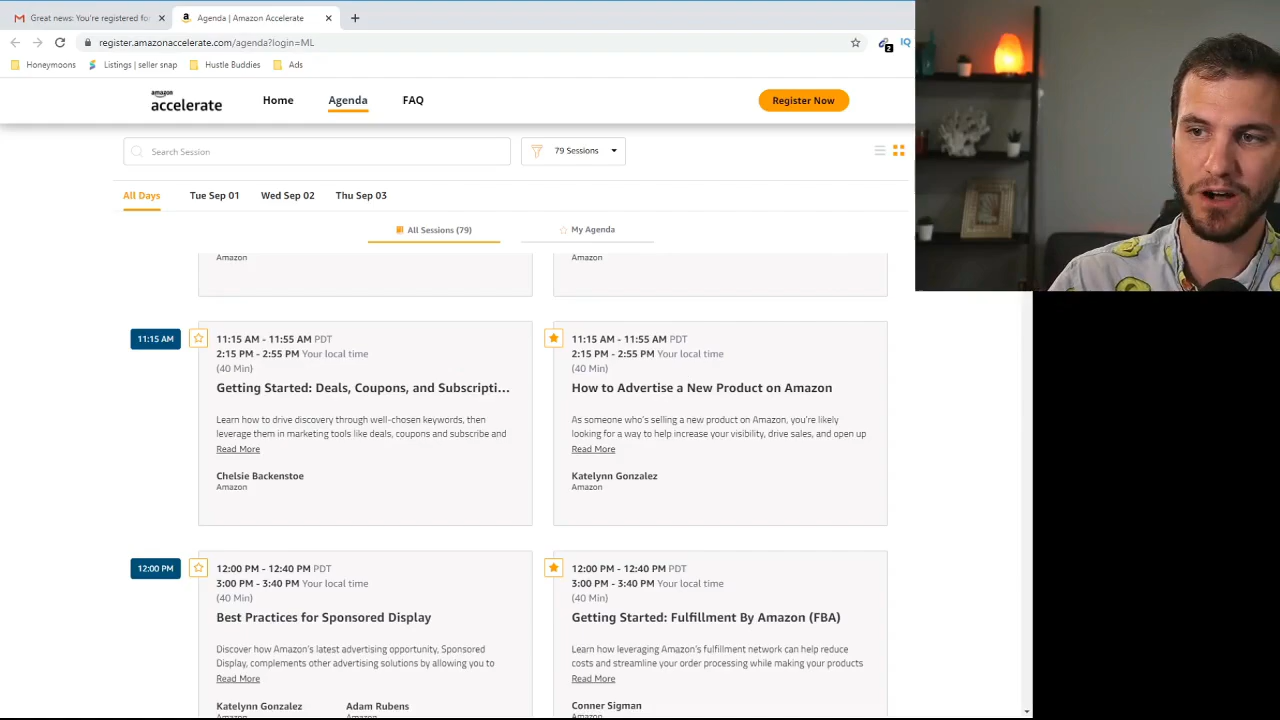 Great news: You're registered fo
Agenda | Amazon Accelerate
register.amazonaccelerate.com/agenda?login=ML
2
IQ
Honeymoons
Listings | seller snap
Hustle Buddies
Ads
amazon
accelerate
Home
Agenda
FAQ
Register Now
Search Session
79 Sessions
All Days
Tue Sep 01
Wed Sep 02
Thu Sep 03
All Sessions (79)
My Agenda
Amazon
Amazon
11:15 AM
11:15 AM - 11:55 AM PDT
2:15 PM - 2:55 PM Your local time
(40 Min)
Getting Started: Deals, Coupons, and Subscripti...
Learn how to drive discovery through well-chosen keywords, then
leverage them in marketing tools like deals, coupons and subscribe and
Read More
Chelsie Backenstoe
Amazon
11:15 AM - 11:55 AM PDT
2:15 PM - 2:55 PM Your local time
(40 Min)
How to Advertise a New Product on Amazon
As someone who's selling a new product on Amazon, you're likely
looking for a way to help increase your visibility, drive sales, and open up
Read More
Katelynn Gonzalez
Amazon
12:00 PM
12:00 PM - 12:40 PM PDT
3:00 PM - 3:40 PM Your local time
(40 Min)
Best Practices for Sponsored Display
Discover how Amazon's latest advertising opportunity, Sponsored
Display, complements other advertising solutions by allowing you to
Read More
Katelynn Gonzalez
Amazon
Adam Rubens
Amazon
12:00 PM - 12:40 PM PDT
3:00 PM - 3:40 PM Your local time
(40 Min)
Getting Started: Fulfillment By Amazon (FBA)
Learn how leveraging Amazon's fulfillment network can help reduce
costs and streamline your order processing while making your products
Read More
Conner Sigman
Amazon